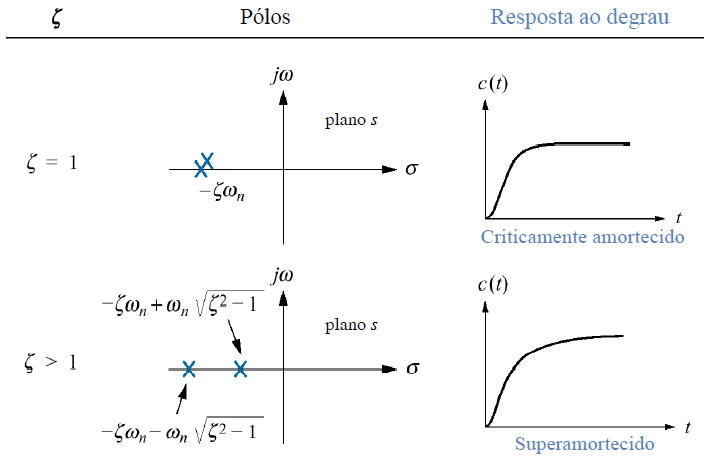 ζ Pólos Resposta ao degrau
jω
plano s
ζ = 1
σ
−ζωn
c(t)
t
Criticamente amortecido
jω
−ζωn + ωn √ζ2 − 1
plano s
ζ > 1
σ
−ζωn − ωn √ζ2 − 1
c(t)
t
Superamortecido